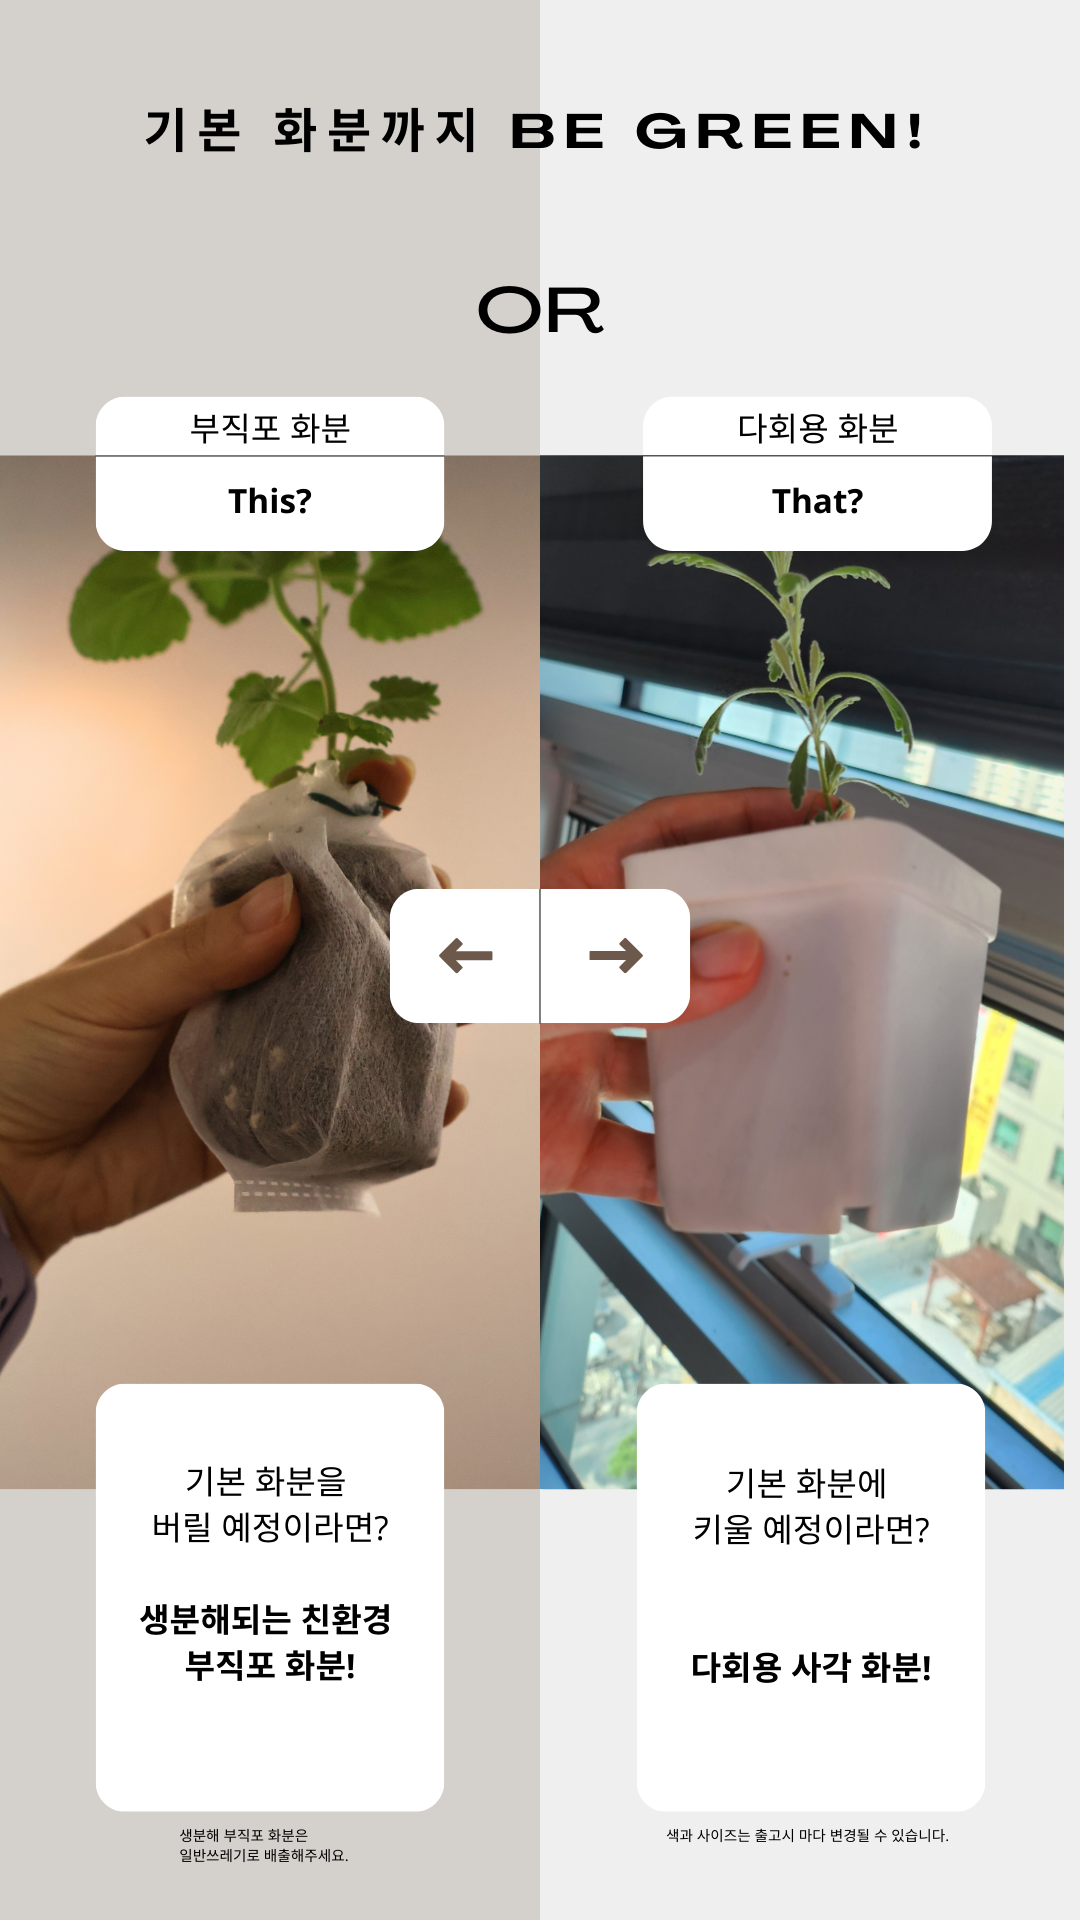 기본 화분까지 BE GREEN!
OR
부직포 화분
This?
다회용 화분
That?
기본 화분을
버릴 예정이라면?
생분해되는 친환경
부직포 화분!
기본 화분에
키울 예정이라면?
다회용 사각 화분!
생분해 부직포 화분은
일반쓰레기로 배출해주세요.
색과 사이즈는 출고시 마다 변경될 수 있습니다.